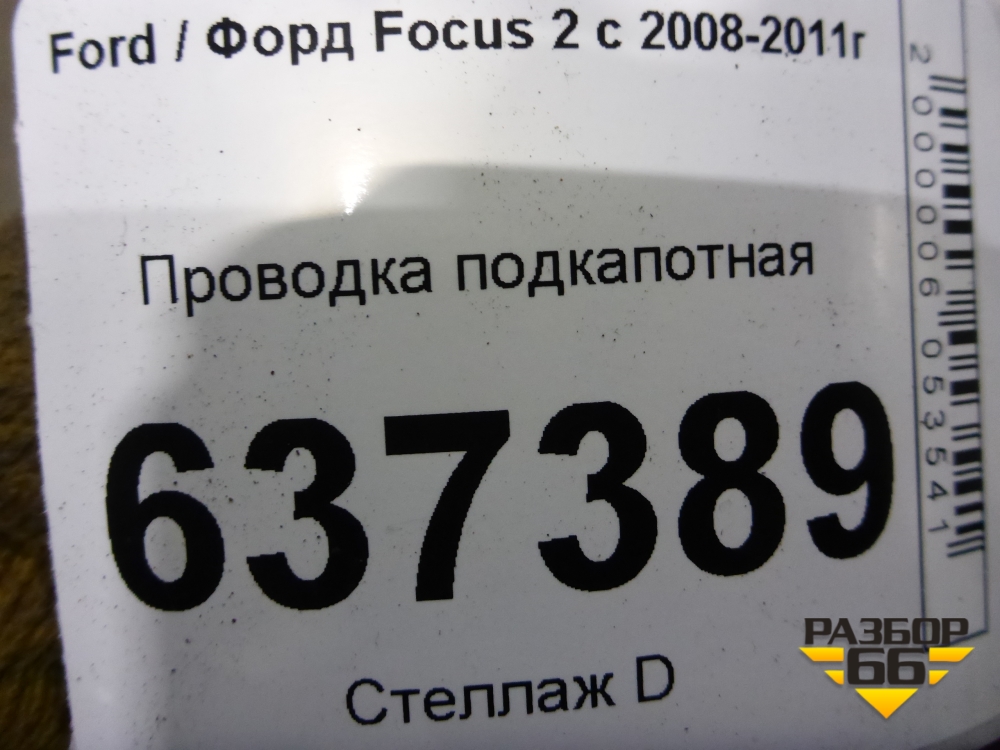 Ford / Форд Focus 2 с 2008-2011г
Проводка подкапотная
637389
Стеллаж D
2000006053541
РАЗБОР
66